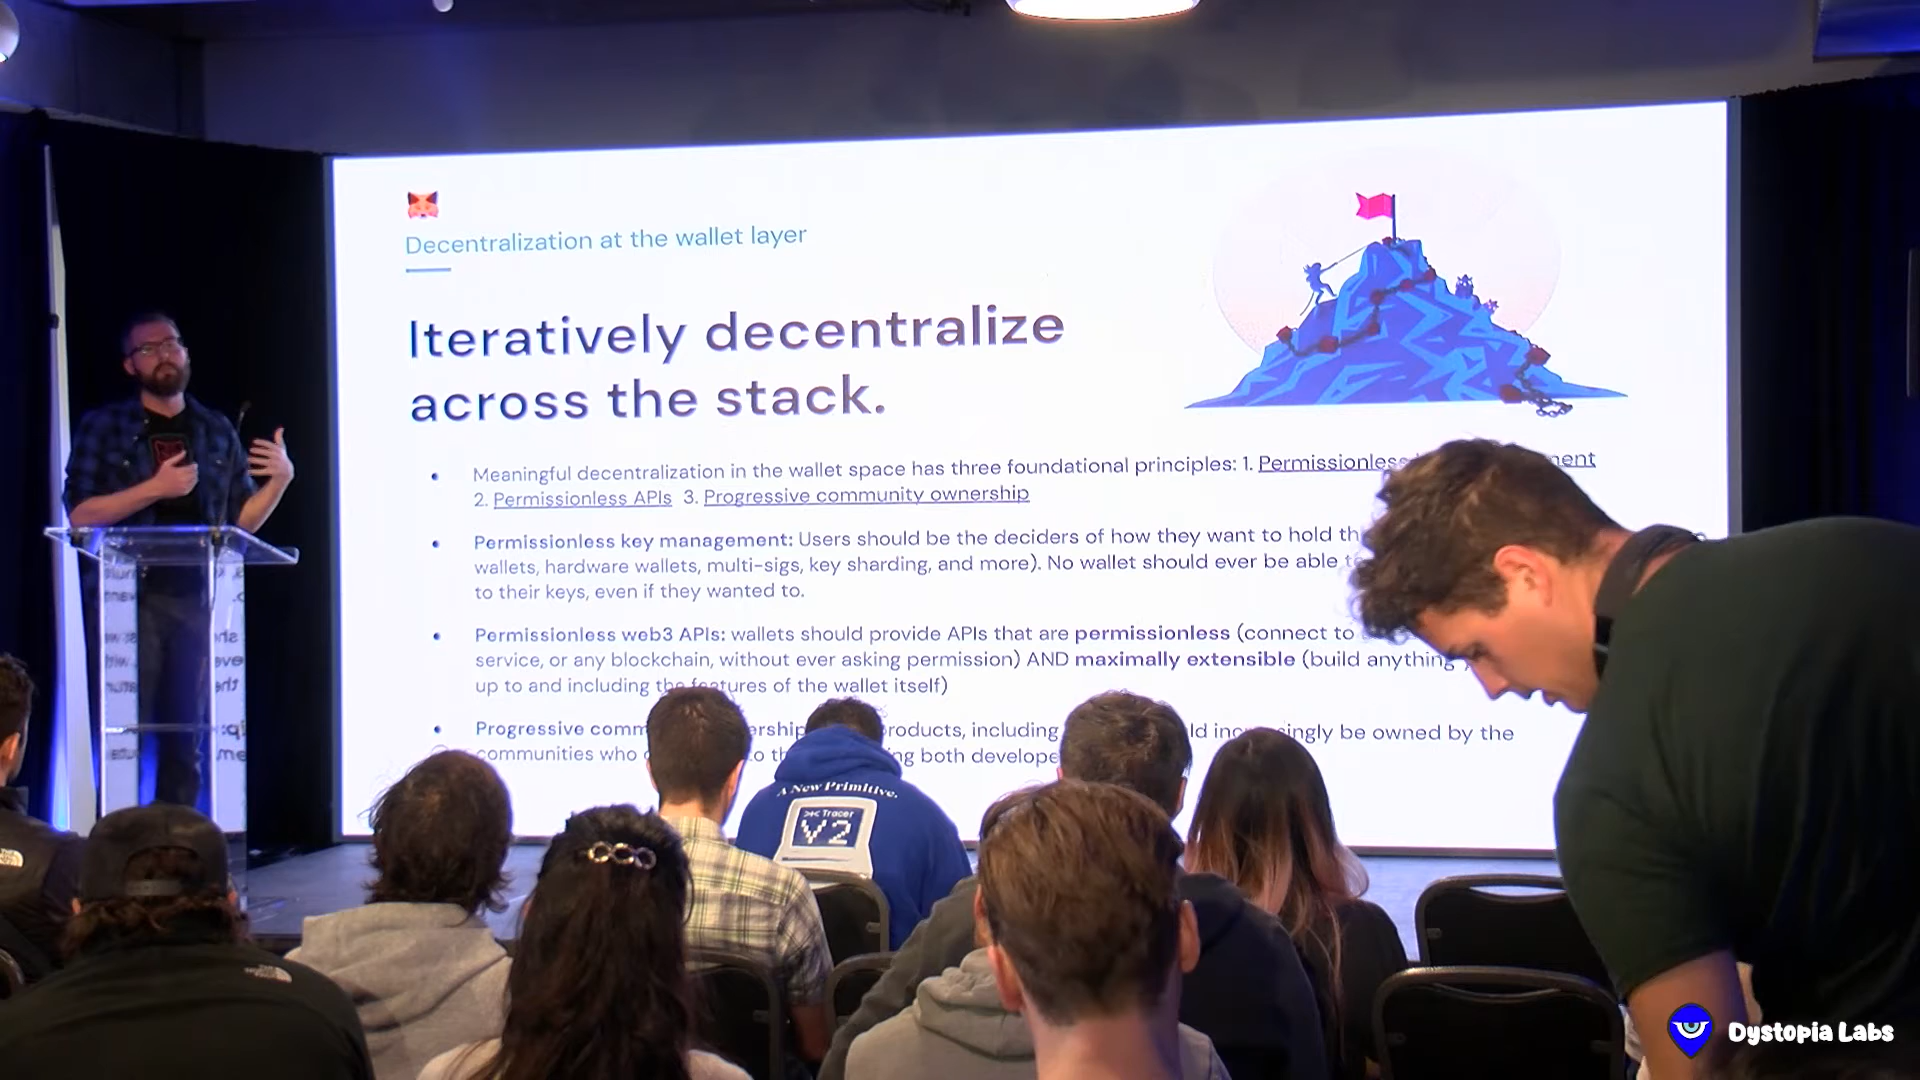 Decentralization at the wallet layer
Iteratively decentralize
across the stack.
Meaningful decentralization in the wallet space has three foundational principles: 1. Permissionless
2. Permissionless APIs 3. Progressive community ownership
Permissionless key management: Users should be the deciders of how they want to hold
wallets, hardware wallets, multi-sigs, key sharding, and more). No wallet should ever be able
to their keys, even if they wanted to.
Permissionless web3 APIs: wallets should provide APIs that are permissionless (connect to
service, or any blockchain, without ever asking permission) AND maximally extensible (build anything
up to and including the features of the wallet itself)
Progressive products, including increasingly be owned by the
communities who both
A New Primitive.
Tracer
V2
Dystopia Labs